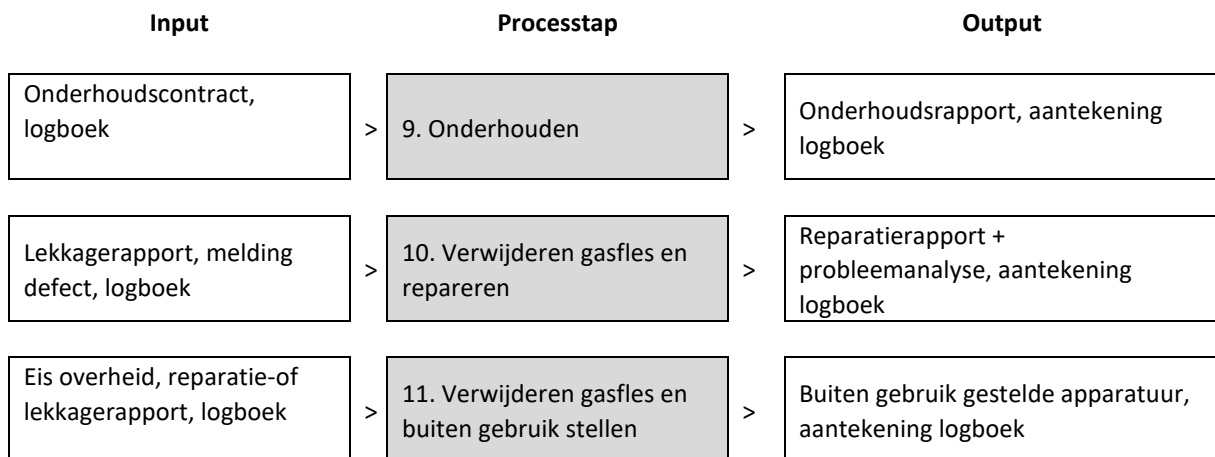 Input Processtap Output
Onderhoudscontract,
logboek
>
9. Onderhouden
>
Onderhoudsrapport, aantekening
logboek
Lekkagerapport, melding
defect, logboek
>
10. Verwijderen gasfles en
repareren
>
Reparatierapport +
probleemanalyse, aantekening
logboek
Eis overheid, reparatie-of
lekkagerapport, logboek
>
11. Verwijderen gasfles en
buiten gebruik stellen
>
Buiten gebruik gestelde apparatuur,
aantekening logboek